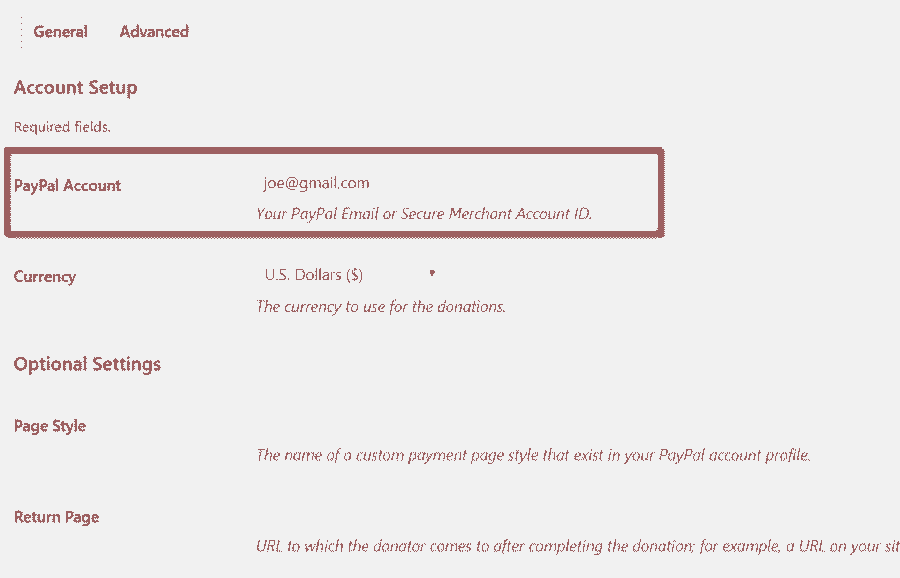 General Advanced
Account Setup
Required fields.
PayPal Account joe@gmail.com
Your PayPal Email or Secure Merchant Account ID.
Currency U.S. Dollars ($)
The currency to use for the donations.
Optional Settings
Page Style
The name of a custom payment page style that exist in your PayPal account profile.
Return Page
URL to which the donator comes to after completing the donation; for example, a URL on your sit